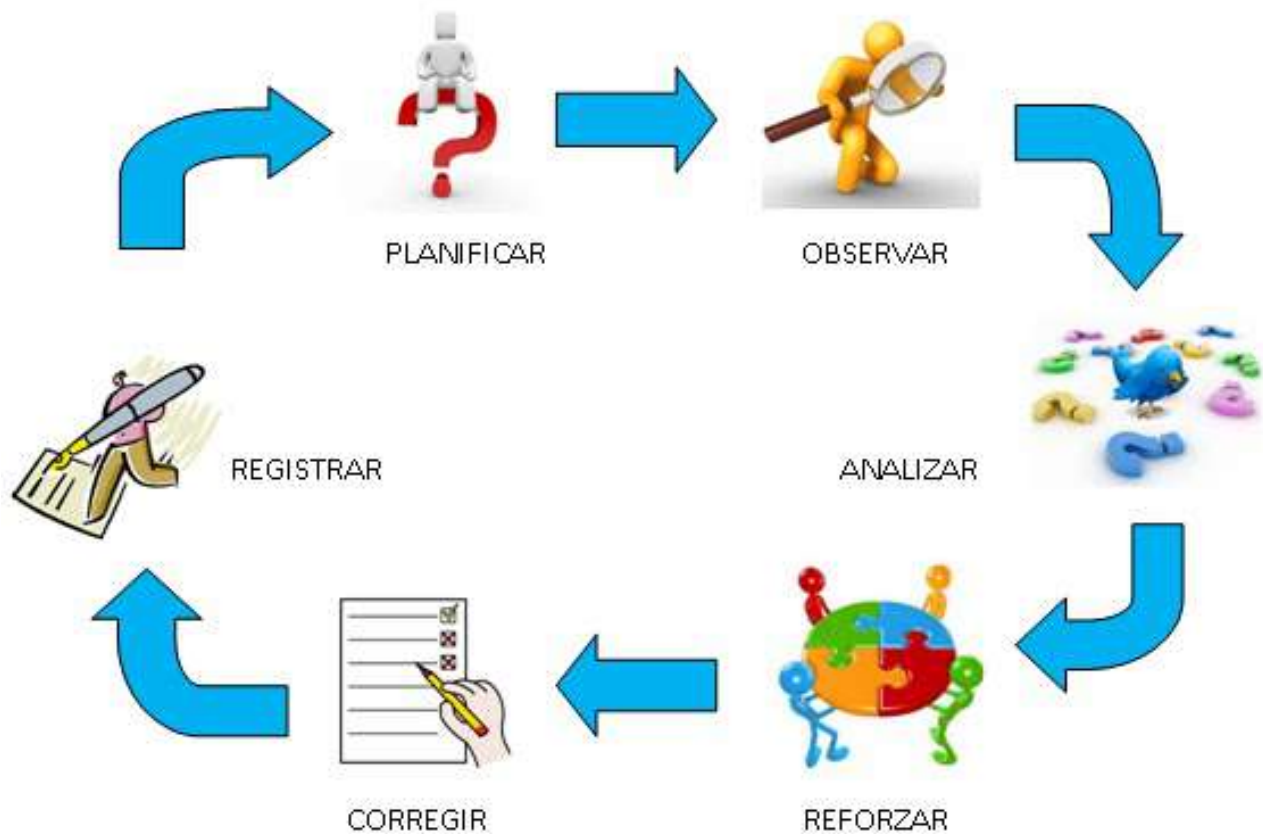 PLANIFICAR
OBSERVAR
REGISTRAR
ANALIZAR
CORREGIR
REFORZAR